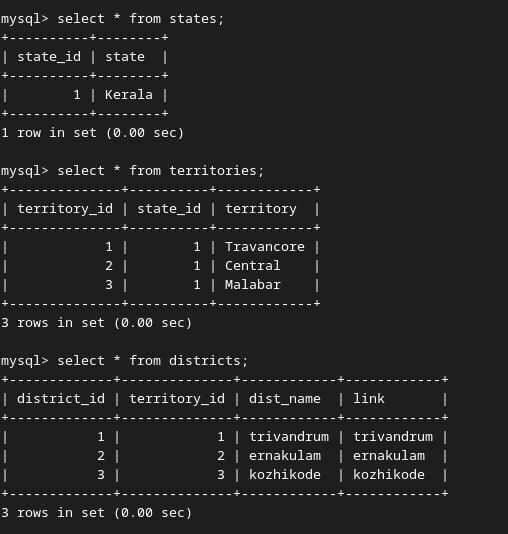 mysql> select * from states;
+----------+--------+
| state_id | state  |
+----------+--------+
|        1 | Kerala |
+----------+--------+
1 row in set (0.00 sec)

mysql> select * from territories;
+--------------+----------+------------+
| territory_id | state_id | territory  |
+--------------+----------+------------+
|            1 |        1 | Travancore |
|            2 |        1 | Central    |
|            3 |        1 | Malabar    |
+--------------+----------+------------+
3 rows in set (0.00 sec)

mysql> select * from districts;
+-------------+--------------+------------+------------+
| district_id | territory_id | dist_name  | link       |
+-------------+--------------+------------+------------+
|           1 |            1 | trivandrum | trivandrum |
|           2 |            2 | ernakulam  | ernakulam  |
|           3 |            3 | kozhikode  | kozhikode  |
+-------------+--------------+------------+------------+
3 rows in set (0.00 sec)